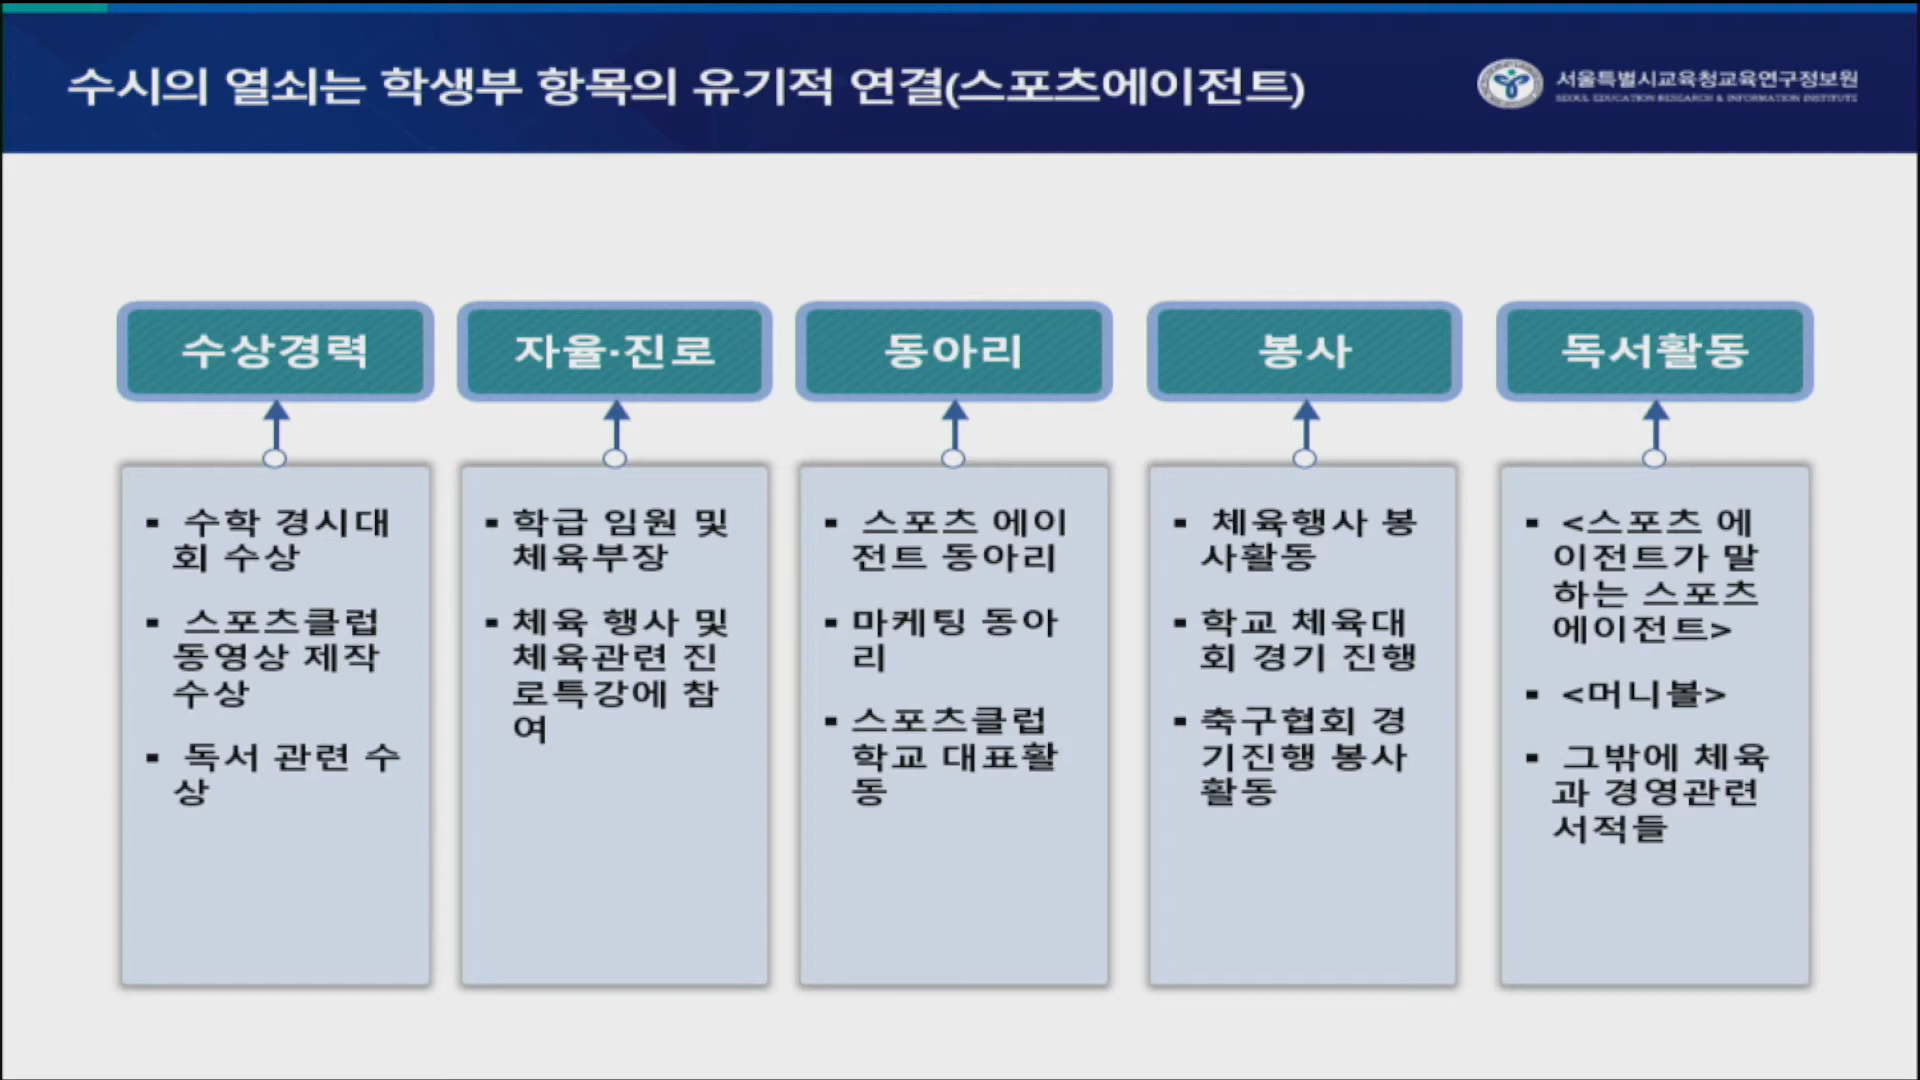 수시의 열쇠는 학생부 항목의 유기적 연결(스포츠에이전트)
서울특별시교육청교육연구정보원
SEOUL EDUCATION RESEARCH & INFORMATION INSTITUTE
수상경력
▪ 수학 경시대
회 수상
▪ 스포츠클럽
동영상 제작
수상
▪ 독서 관련 수
상
자율·진로
▪ 학급 임원 및
체육부장
▪ 체육 행사 및
체육관련 진
로특강에 참
여
동아리
▪ 스포츠 에이
전트 동아리
▪ 마케팅 동아
리
▪ 스포츠클럽
학교 대표활
동
봉사
▪ 체육행사 봉
사활동
▪ 학교 체육대
회 경기 진행
▪ 축구협회 경
기진행 봉사
활동
독서활동
▪ <스포츠 에
이전트가 말
하는 스포츠
에이전트>
▪ <머니볼>
▪ 그밖에 체육
과 경영관련
서적들